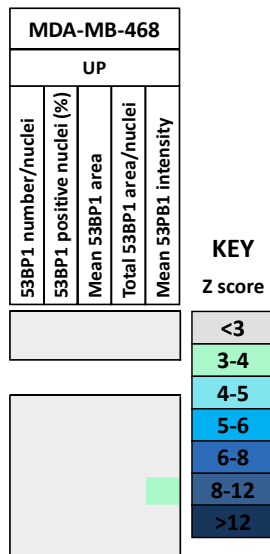 MDA-MB-468
UP
53BP1 number/nuclei
53BP1 positive nuclei (%)
Mean 53BP1 area
Total 53BP1 area/nuclei
Mean 53PB1 intensity
KEY
Z score
<3
3-4
4-5
5-6
6-8
8-12
>12